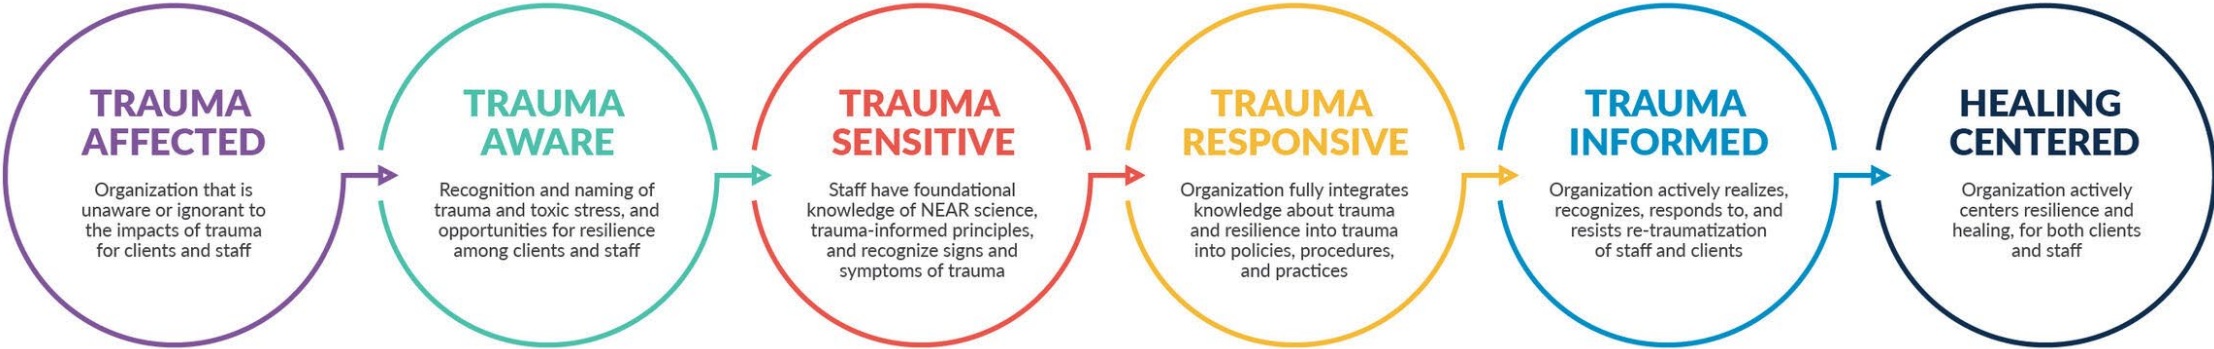 TRAUMA
AFFECTED
Organization that is
unaware or ignorant to
the impacts of trauma
for clients and staff
TRAUMA
AWARE
Recognition and naming of
trauma and toxic stress, and
opportunities for resilience
among clients and staff
TRAUMA
SENSITIVE
Staff have foundational
knowledge of NEAR science,
trauma-informed principles,
and recognize signs and
symptoms of trauma
TRAUMA
RESPONSIVE
Organization fully integrates
knowledge about trauma
and resilience into trauma
into policies, procedures,
and practices
TRAUMA
INFORMED
Organization actively realizes,
recognizes, responds to, and
resists re-traumatization
of staff and clients
HEALING
CENTERED
Organization actively
centers resilience and
healing, for both clients
and staff